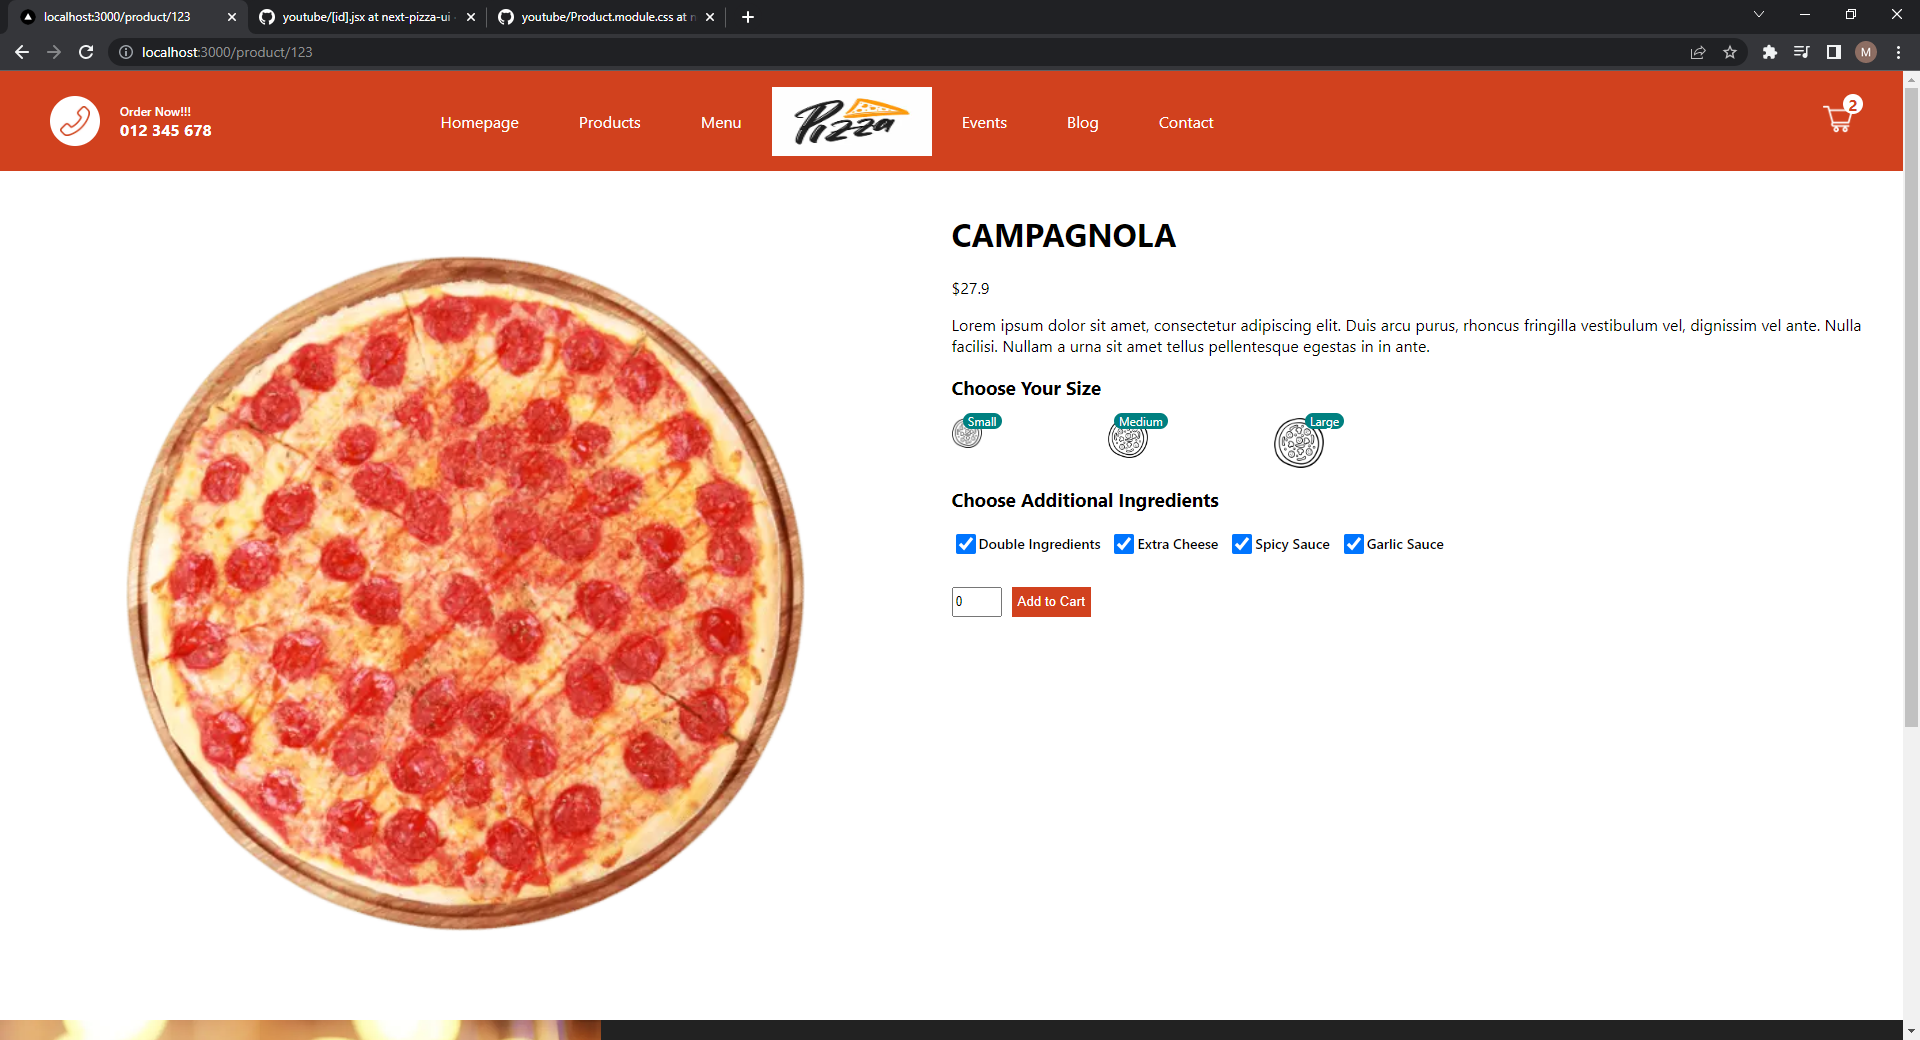 localhost:3000/product/123
youtube/[id].jsx at next-pizza-ui
youtube/Product.module.css at
localhost:3000/product/123
M
Order Now!!!
012 345 678
Homepage
Products
Menu
Pizza
Events
Blog
Contact
2
CAMPAGNOLA
$27.9
Lorem ipsum dolor sit amet, consectetur adipiscing elit. Duis arcu purus, rhoncus fringilla vestibulum vel, dignissim vel ante. Nulla
facilisi. Nullam a urna sit amet tellus pellentesque egestas in in ante.
Choose Your Size
Small
Medium
Large
Choose Additional Ingredients
Double Ingredients
Extra Cheese
Spicy Sauce
Garlic Sauce
0
Add to Cart